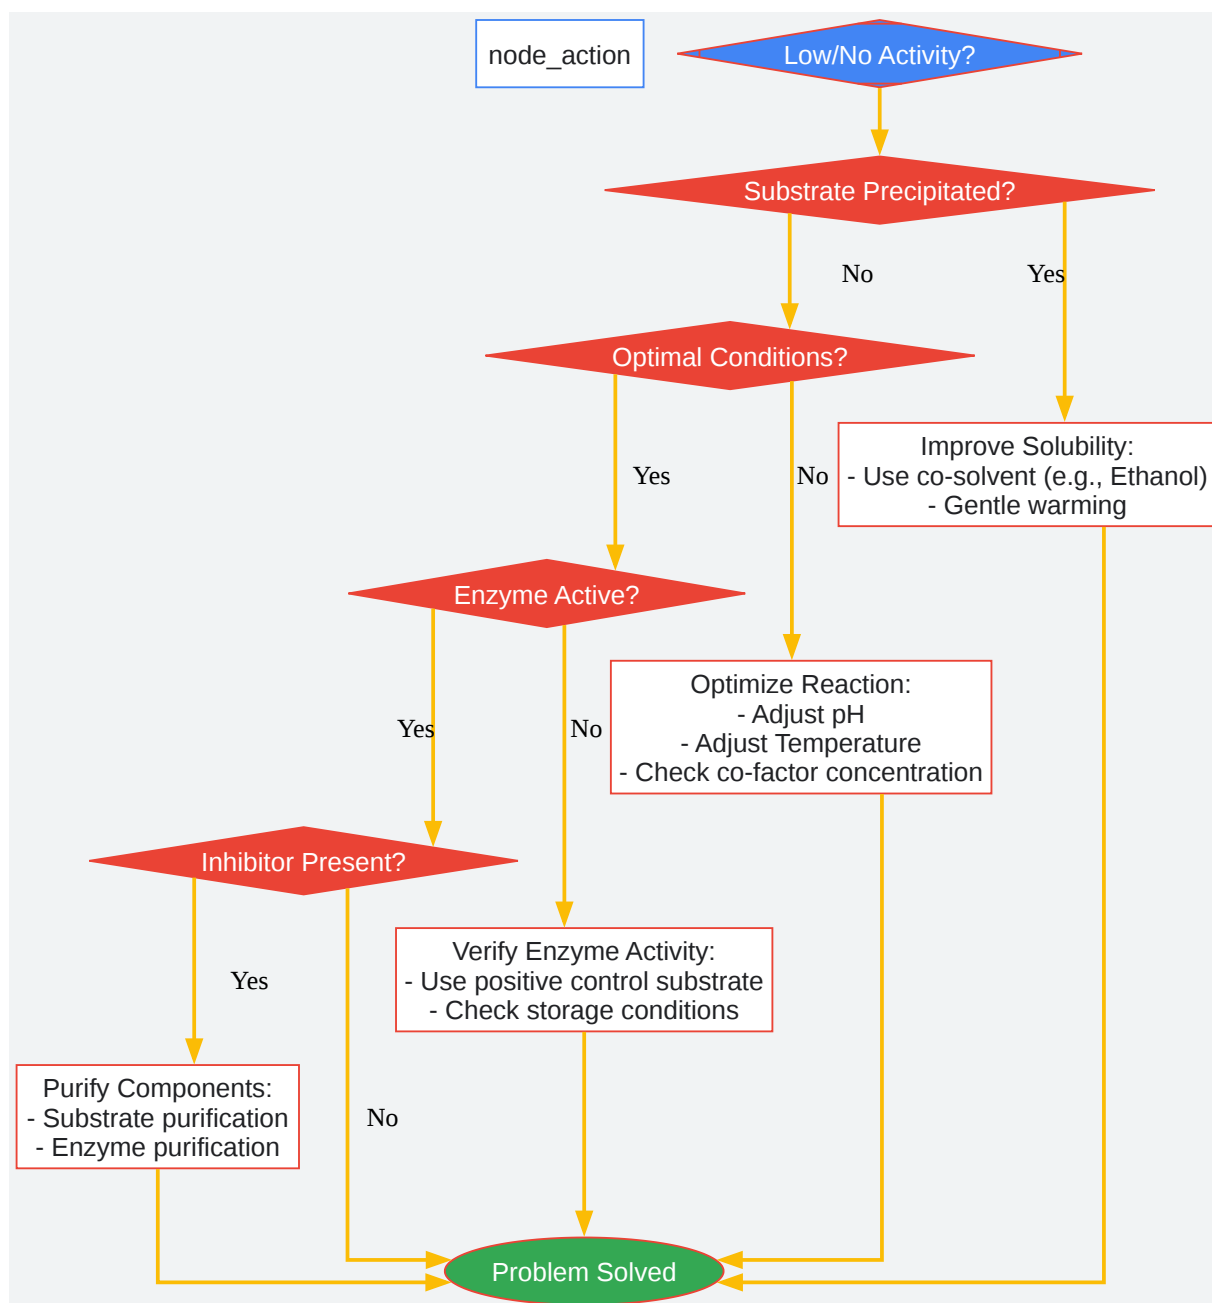 node_action
Low/No Activity?
Substrate Precipitated?
No
Yes
Optimal Conditions?
Improve Solubility:
- Use co-solvent (e.g., Ethanol)
- Gentle warming
Yes
No
Enzyme Active?
Optimize Reaction:
- Adjust pH
- Adjust Temperature
- Check co-factor concentration
Yes
No
Inhibitor Present?
Verify Enzyme Activity:
- Use positive control substrate
- Check storage conditions
Yes
Purify Components:
- Substrate purification
- Enzyme purification
No
Problem Solved